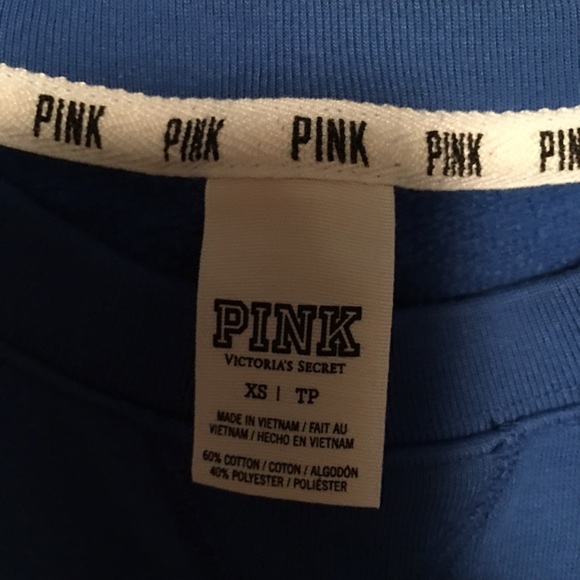 PINK PINK PINK PINK PIN
PINK
VICTORIA'S SECRET
XS | TP
MADE IN VIETNAM / FAIT AU
VIETNAM / HECHO EN VIETNAM
60% COTTON / COTON / ALGODÓN
40% POLYESTER / POLIÉSTER